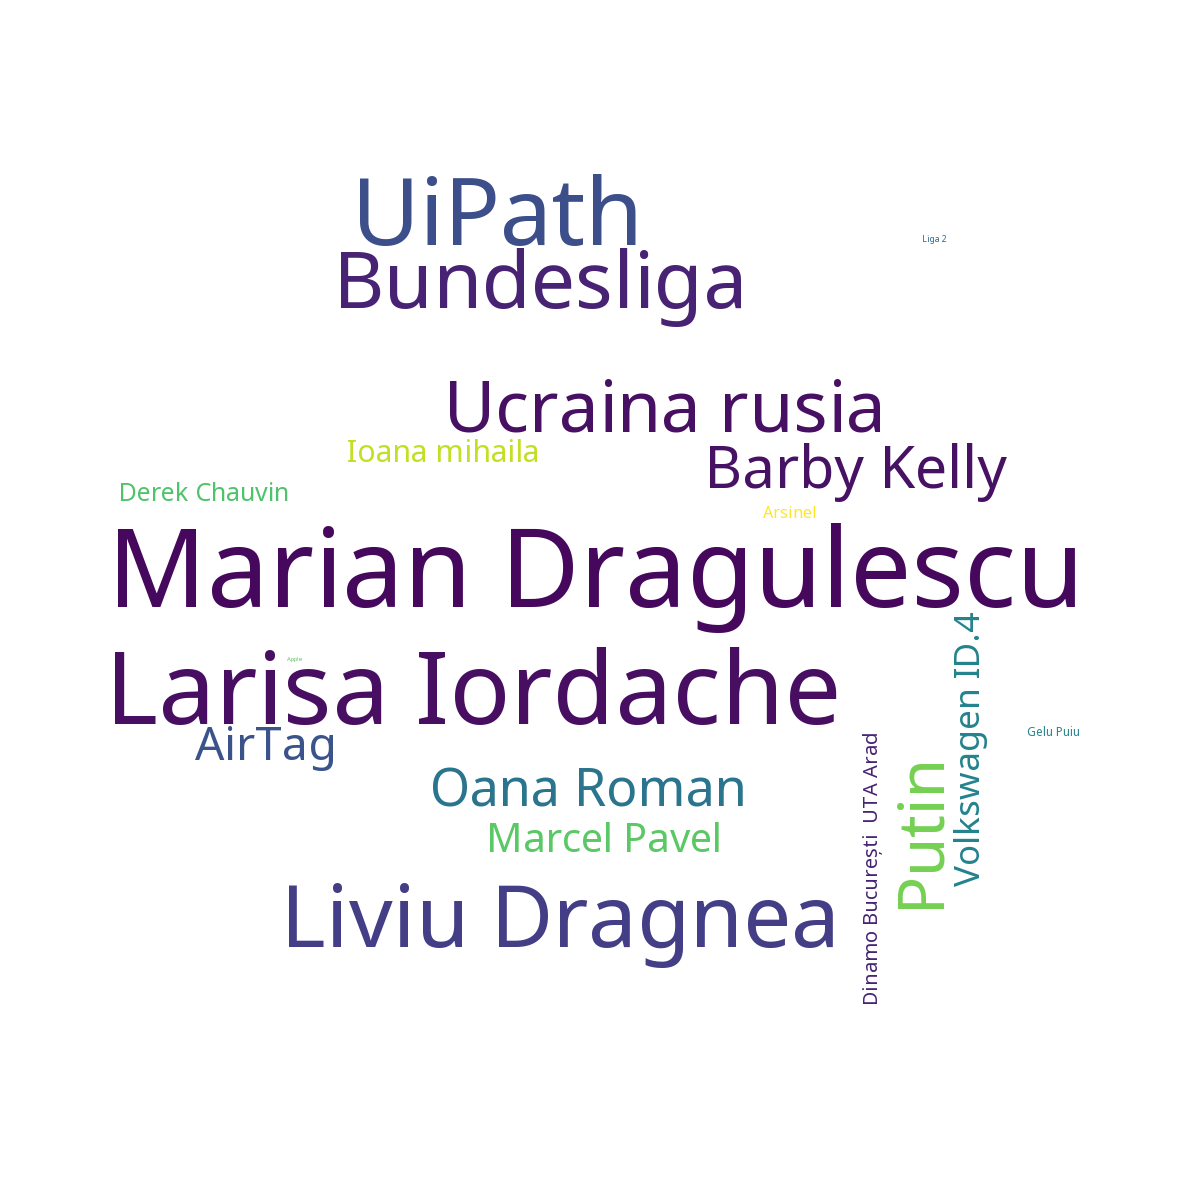 UiPath
Liga 2
Bundesliga
Ucraina rusia
Ioana mihaila
Barby Kelly
Derek Chauvin
Arsinel
Marian Dragulescu
Larisa Iordache
Apple
Volkswagen ID.4
AirTag
Gelu Puiu
Oana Roman
Marcel Pavel
Putin
Dinamo București UTA Arad
Liviu Dragnea